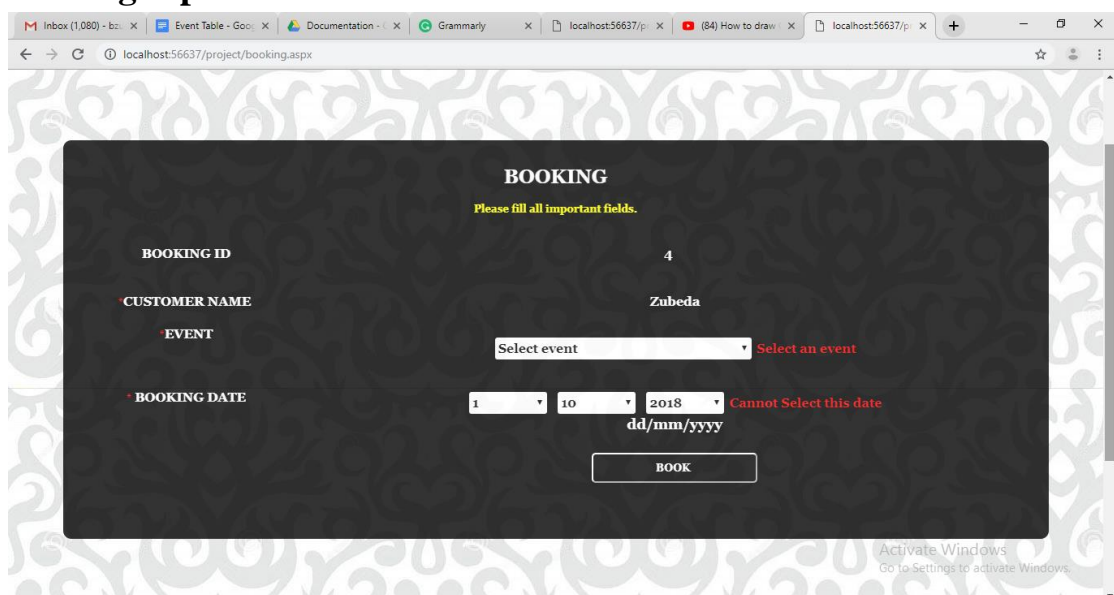 Inbox (1,080) - bzu
Event Table - Goog
Documentation - G
Grammarly
localhost:56637/p
(84) How to draw
localhost:56637/p
localhost:56637/project/booking.aspx
BOOKING
Please fill all important fields.
BOOKING ID 4
*CUSTOMER NAME Zubeda
*EVENT
Select event Select an event
* BOOKING DATE
1 10 2018 Cannot Select this date
dd/mm/yyyy
BOOK
Activate Windows
Go to Settings to activate Windows.